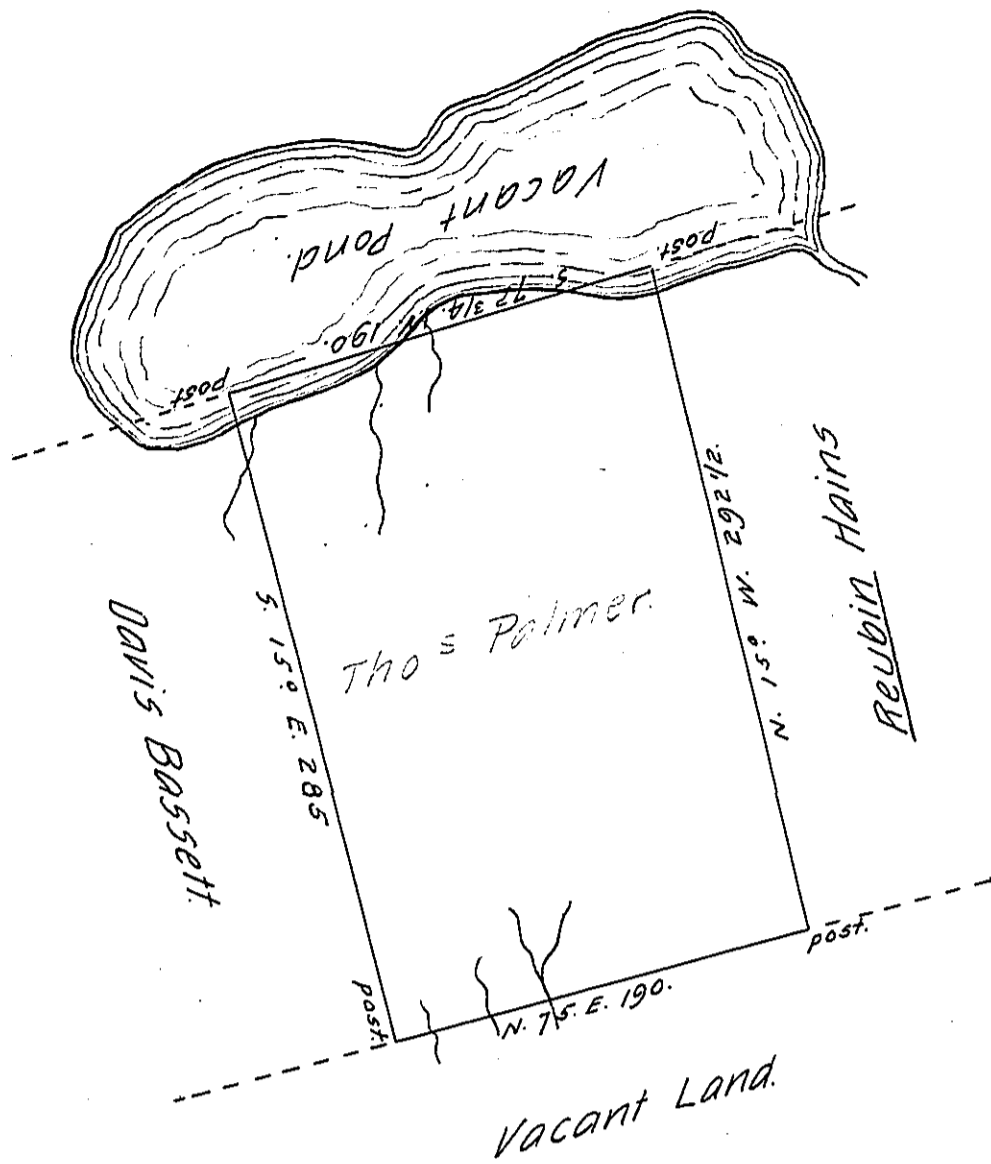 Vacant
Pond.
post.
S. 72 3/4. W. 190.
post
Davis Bassett.
S. 15°. E. 285
Thoˢ Palmer.
N. 15°. W. 292 1/2.
Reubin Hains
post.
N. 75. E. 190.
post.
Vacant Land.